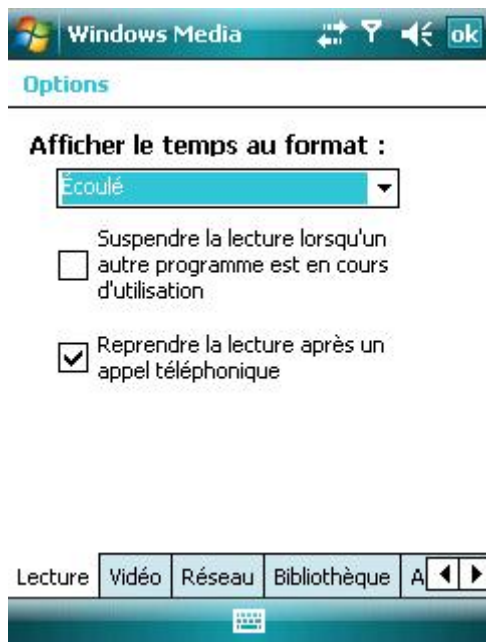 Windows Media
ok
Options
Afficher le temps au format :
Écoulé
Suspendre la lecture lorsqu'un
autre programme est en cours
d'utilisation
Reprendre la lecture après un
appel téléphonique
Lecture Vidéo Réseau Bibliothèque A